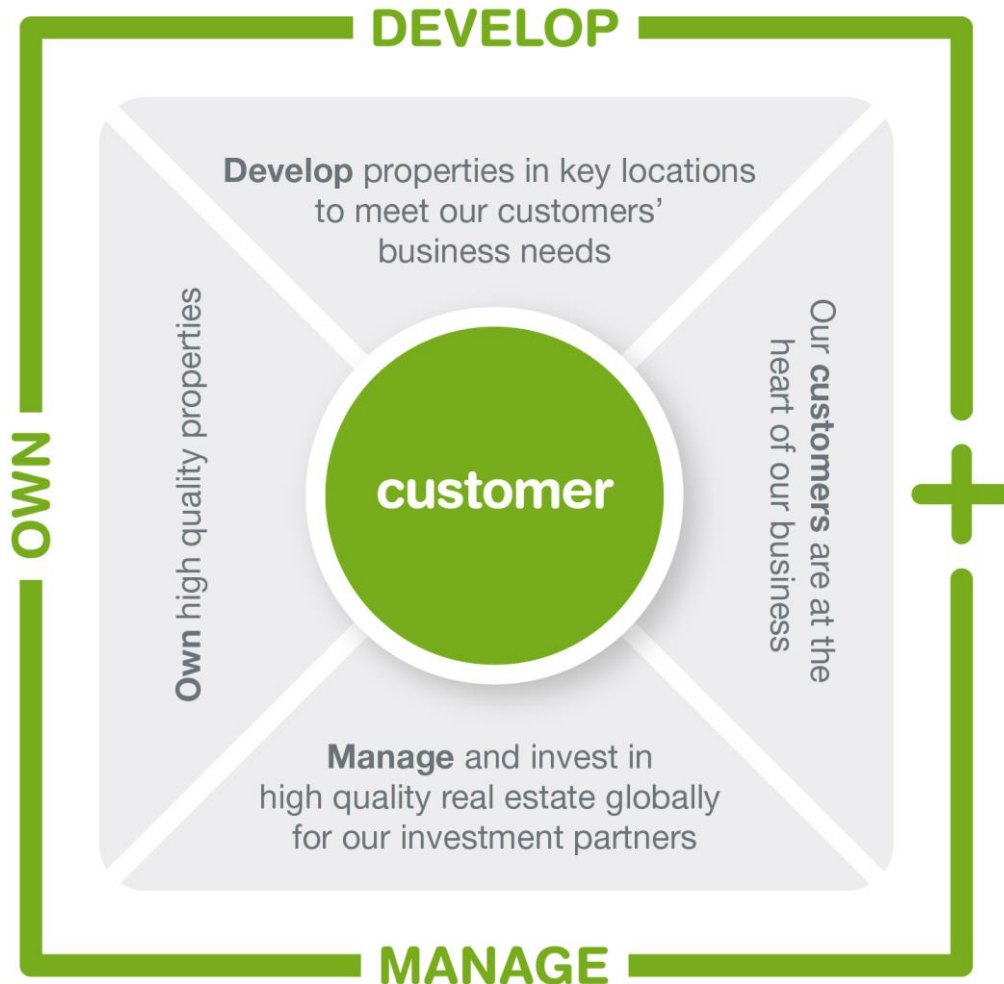 DEVELOP
Develop properties in key locations
to meet our customers’
business needs
OWN
Own high quality properties
customer
Our customers are at the
heart of our business
+
Manage and invest in
high quality real estate globally
for our investment partners
MANAGE